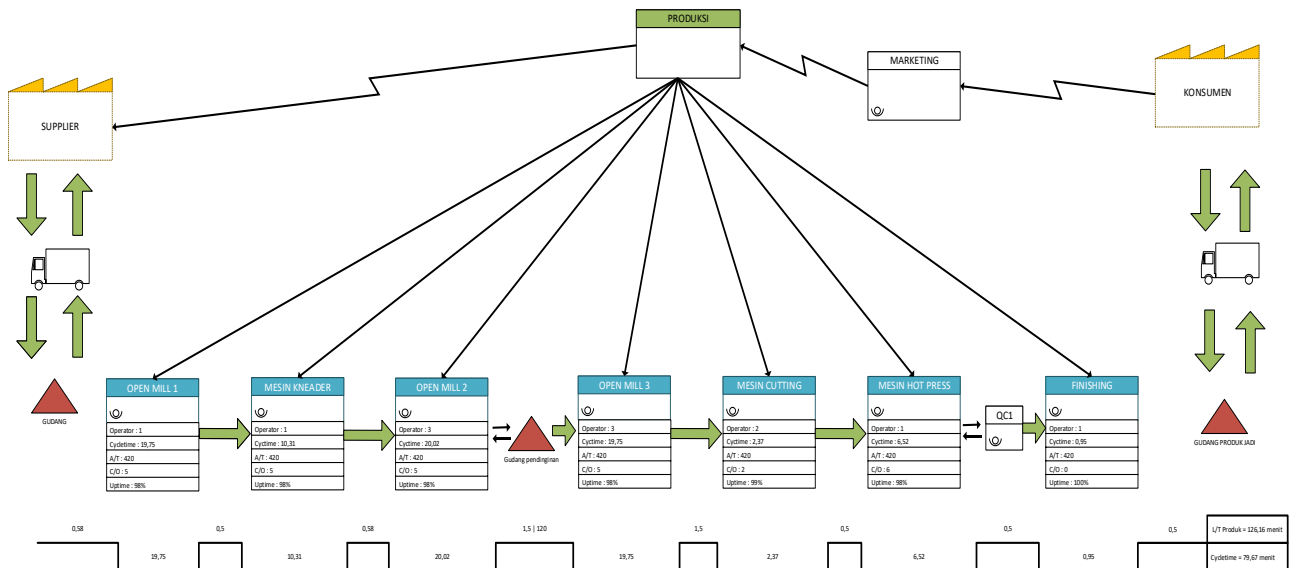 PRODUKSI
MARKETING
KONSUMEN
SUPPLIER
GUDANG
OPEN MILL 1
Operator : 1
Cycletime : 19,75
A/T : 420
C/O : 5
Uptime : 98%
MESIN KNEADER
Operator : 1
Cyctime : 10,31
A/T : 420
C/O : 5
Uptime : 98%
OPEN MILL 2
Operator : 3
Cyctime : 20,02
A/T : 420
C/O : 5
Uptime : 98%
Gudang pendinginan
OPEN MILL 3
Operator : 3
Cyctime : 19,75
A/T : 420
C/O : 5
Uptime : 98%
MESIN CUTTING
Operator : 2
Cyctime : 2,37
A/T : 420
C/O : 2
Uptime : 99%
MESIN HOT PRESS
Operator : 1
Cyctime : 6,52
A/T : 420
C/O : 6
Uptime : 98%
QC1
FINISHING
Operator : 1
Cyctime : 0,95
A/T : 420
C/O : 0
Uptime : 100%
GUDANG PRODUK JADI
0,58 0,5 0,58 1,5 | 120 1,5 0,5 0,5 0,5 L/T Produk = 126,16 menit
19,75 10,31 20,02 19,75 2,37 6,52 0,95 Cycletime = 79,67 menit